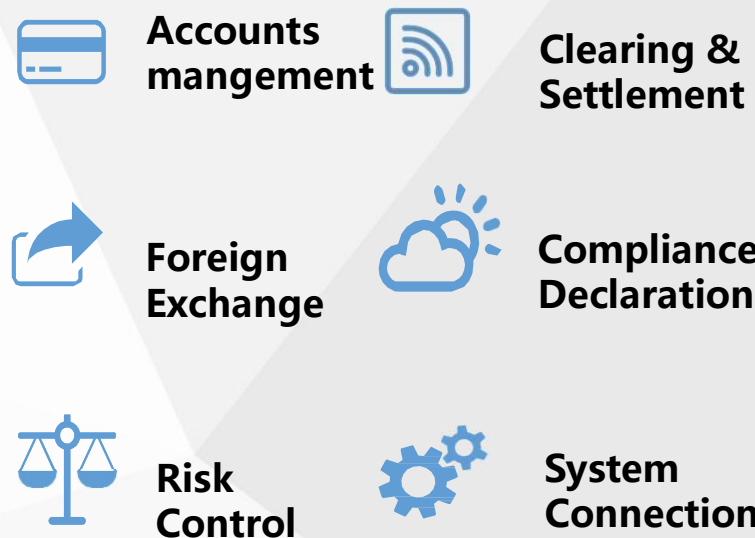 Accounts
mangement
Clearing &
Settlement
Foreign
Exchange
Compliance
Declaration
Risk
Control
System
Connection